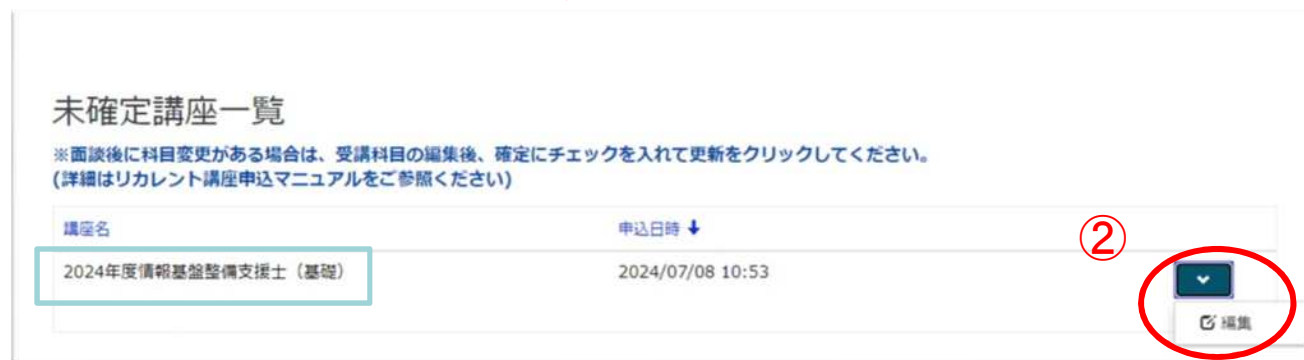 未確定講座一覧
※面談後に科目変更がある場合は、受講科目の編集後、確定にチェックを入れて更新をクリックしてください。
(詳細はリカレント講座申込マニュアルをご参照ください)
講座名 申込日時 ↓
②
2024年度情報基盤整備支援士（基礎） 2024/07/08 10:53
編集